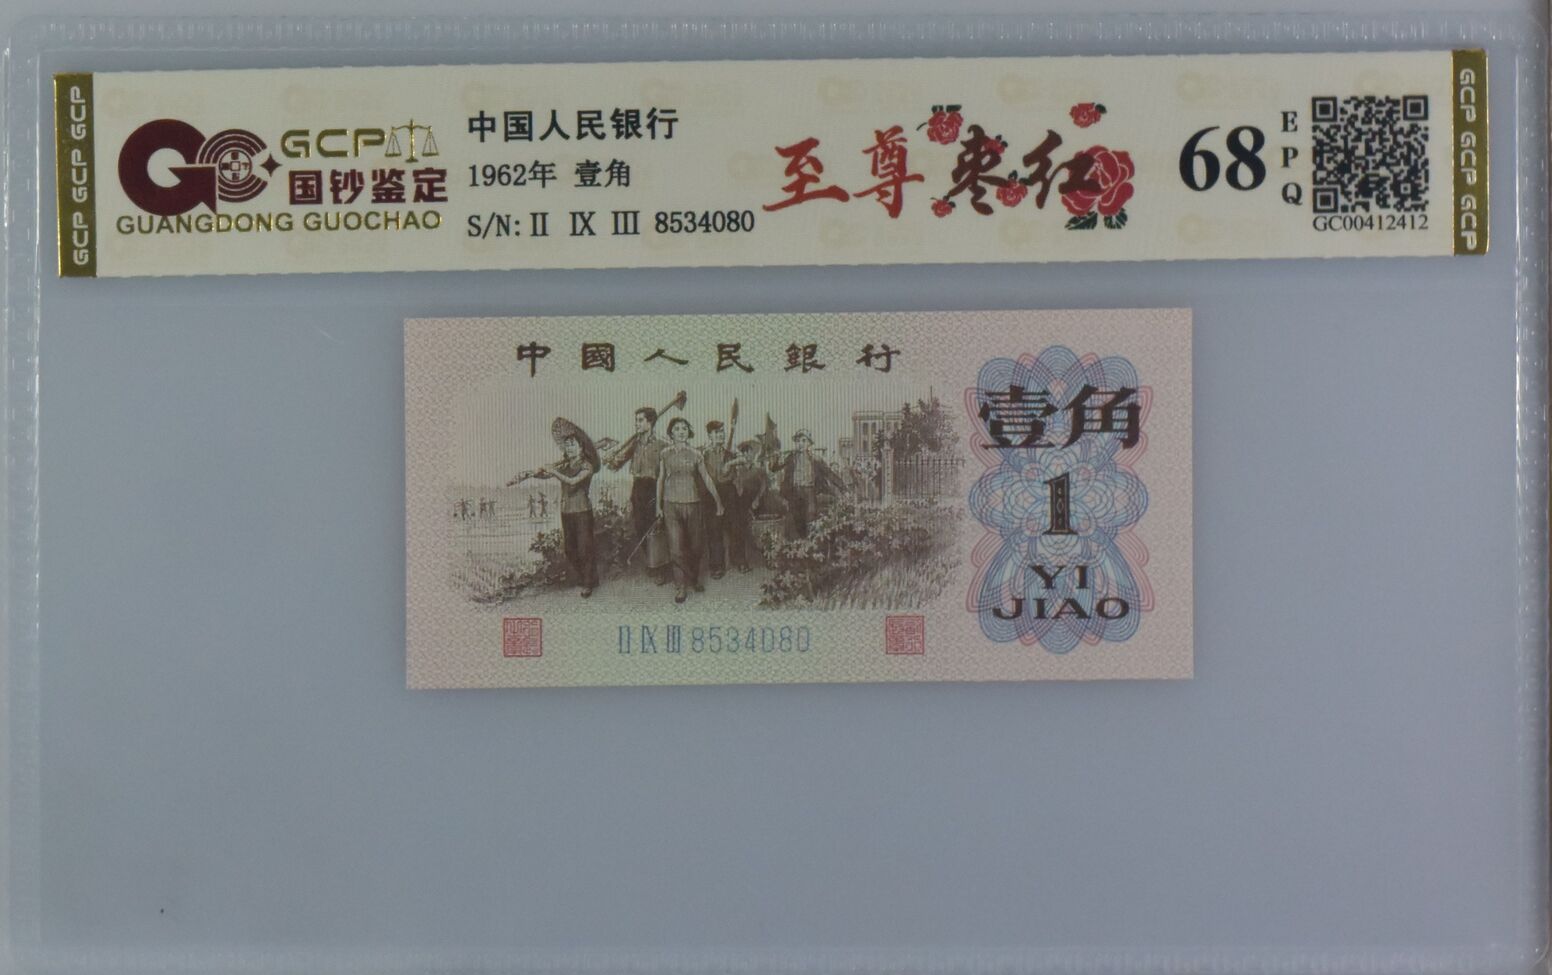 GCP GCP GCP
GCP
国钞鉴定
GUANGDONG GUOCHAO
中国人民银行
1962年 壹角
S/N: II IX III 8534080
至尊枣红
68
EPQ
GC00412412
GCP GCP GCP
中國人民銀行
壹角
1
YI
JIAO
II IX III 8534080